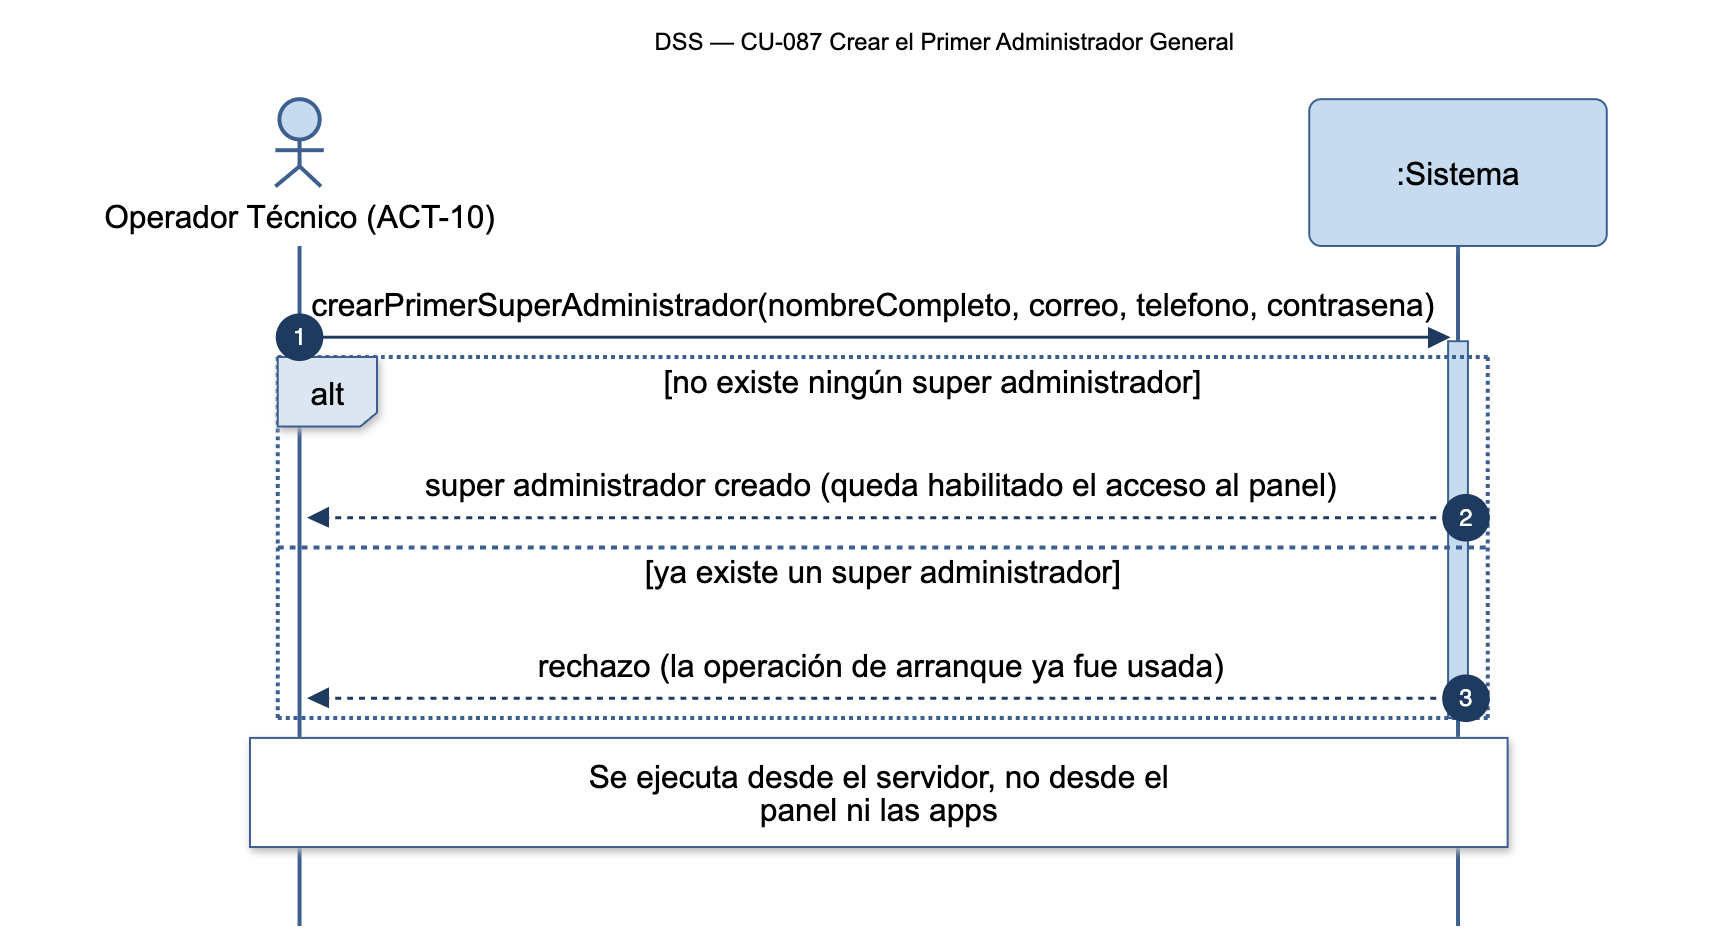 DSS — CU-087 Crear el Primer Administrador General
Operador Técnico (ACT-10)
:Sistema
crearPrimerSuperAdministrador(nombreCompleto, correo, telefono, contrasena)
1
alt
[no existe ningún super administrador]
super administrador creado (queda habilitado el acceso al panel)
2
[ya existe un super administrador]
rechazo (la operación de arranque ya fue usada)
3
Se ejecuta desde el servidor, no desde el
panel ni las apps